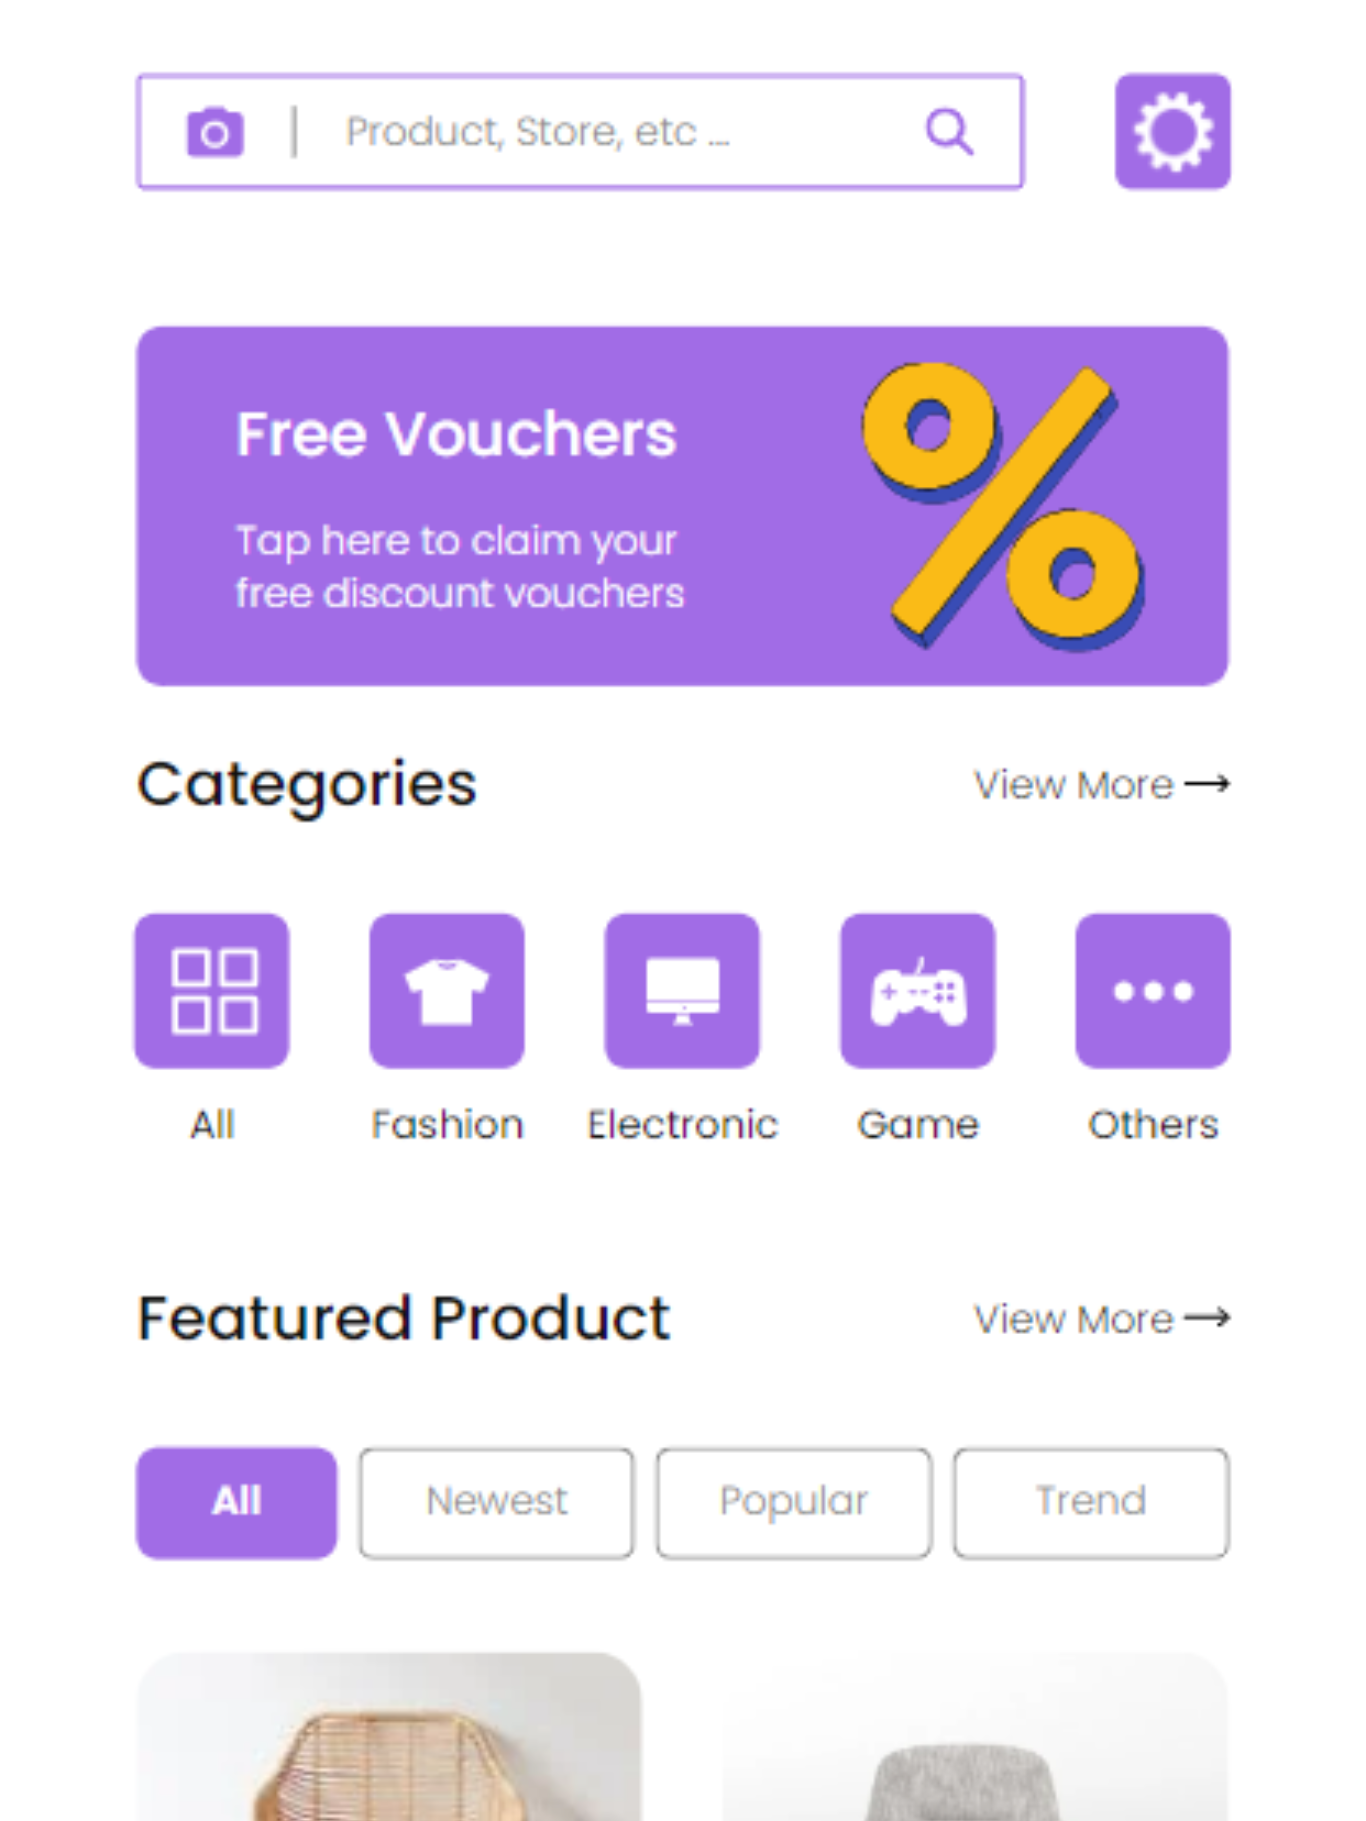 Product, Store, etc ...
Free Vouchers
%
Tap here to claim your
free discount vouchers
Categories
View More →
All
Fashion
Electronic
Game
Others
Featured Product
View More →
All
Newest
Popular
Trend